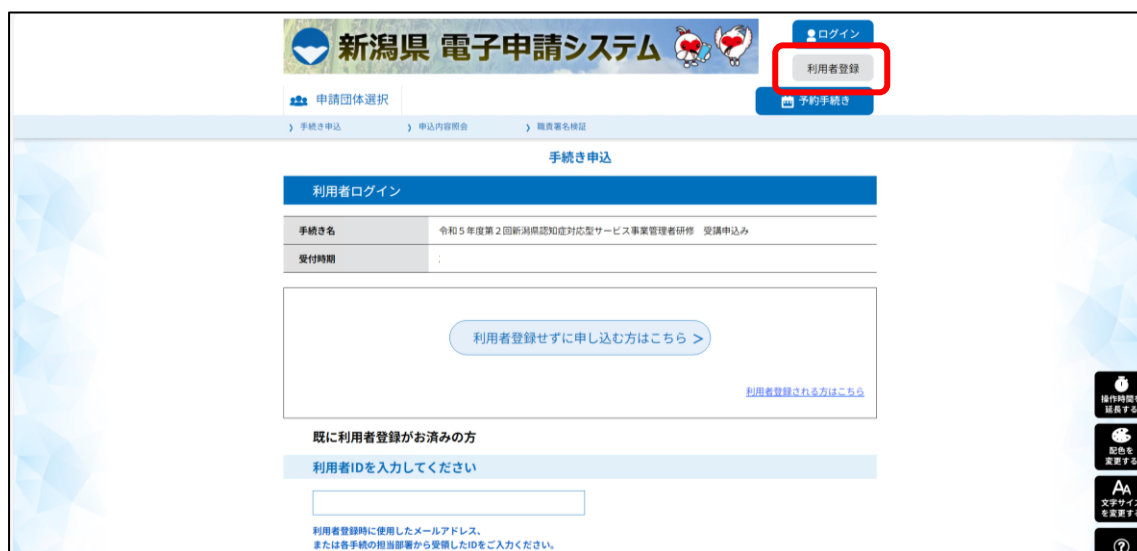 新潟県 電子申請システム
ログイン
利用者登録
申請団体選択
予約手続き
手続き申込
申込内容照会
職責署名検証
手続き申込
利用者ログイン
手続き名
令和５年度第２回新潟県認知症対応型サービス事業管理者研修　受講申込み
受付時期
利用者登録せずに申し込む方はこちら >
利用者登録される方はこちら
既に利用者登録がお済みの方
利用者IDを入力してください
利用者登録時に使用したメールアドレス、
または各手続の担当部署から受領したIDをご入力ください。
操作時間を
延長する
配色を
変更する
AA
文字サイズ
を変更する
?